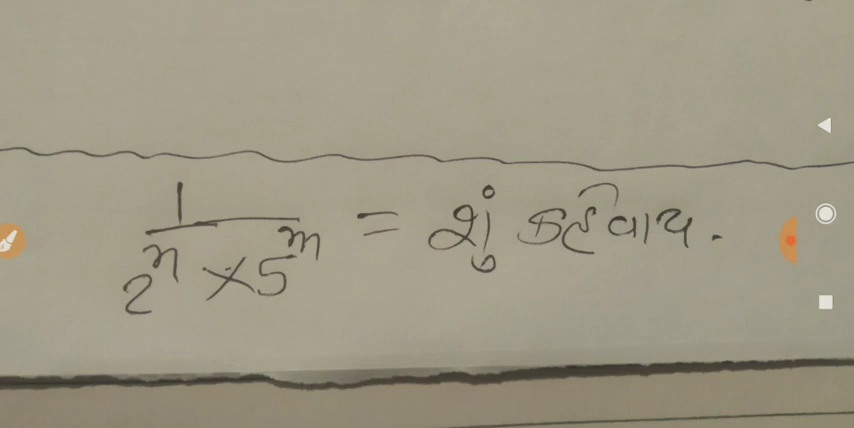 1/(2^n × 5^m) = શું કહેવાય.